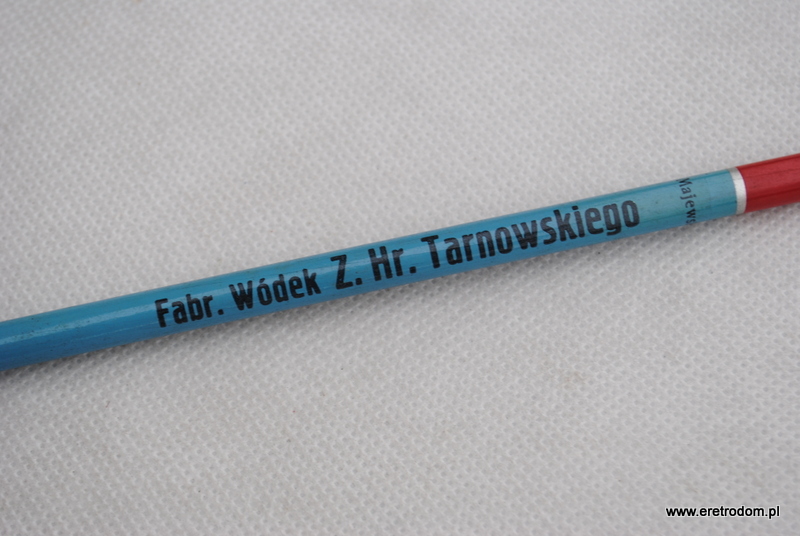 Fabr. Wódek Z. Hr. Tarnowskiego
www.eretrodom.pl